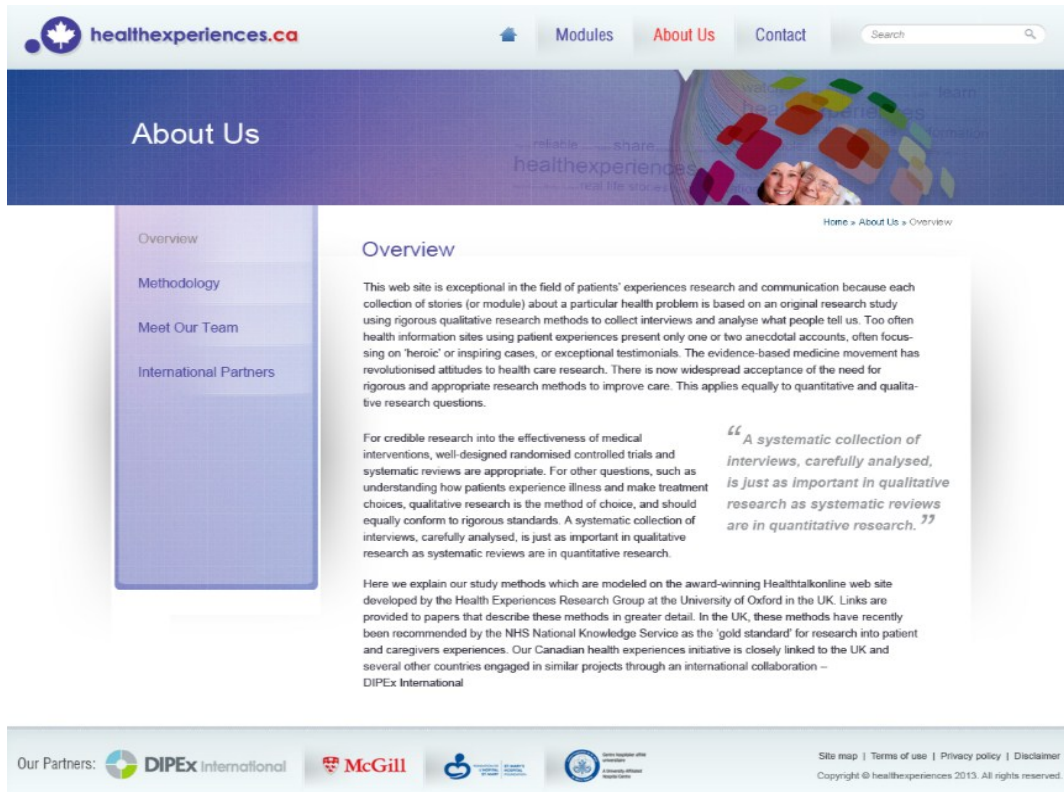 healthexperiences.ca
Modules
About Us
Contact
Search
About Us
watch
learn
healthexperiences
information
reliable
share
healthexperiences
real life stories
Home » About Us » Overview
Overview
Methodology
Meet Our Team
International Partners
Overview
This web site is exceptional in the field of patients' experiences research and communication because each
collection of stories (or module) about a particular health problem is based on an original research study
using rigorous qualitative research methods to collect interviews and analyse what people tell us. Too often
health information sites using patient experiences present only one or two anecdotal accounts, often focus-
sing on 'heroic' or inspiring cases, or exceptional testimonials. The evidence-based medicine movement has
revolutionised attitudes to health care research. There is now widespread acceptance of the need for
rigorous and appropriate research methods to improve care. This applies equally to quantitative and qualita-
tive research questions.
For credible research into the effectiveness of medical
interventions, well-designed randomised controlled trials and
systematic reviews are appropriate. For other questions, such as
understanding how patients experience illness and make treatment
choices, qualitative research is the method of choice, and should
equally conform to rigorous standards. A systematic collection of
interviews, carefully analysed, is just as important in qualitative
research as systematic reviews are in quantitative research.
“A systematic collection of
interviews, carefully analysed,
is just as important in qualitative
research as systematic reviews
are in quantitative research.”
Here we explain our study methods which are modeled on the award-winning Healthtalkonline web site
developed by the Health Experiences Research Group at the University of Oxford in the UK. Links are
provided to papers that describe these methods in greater detail. In the UK, these methods have recently
been recommended by the NHS National Knowledge Service as the 'gold standard' for research into patient
and caregivers experiences. Our Canadian health experiences initiative is closely linked to the UK and
several other countries engaged in similar projects through an international collaboration –
DIPEx International
Our Partners:
DIPEx International
McGill
Site map | Terms of use | Privacy policy | Disclaimer
Copyright © healthexperiences 2013. All rights reserved.